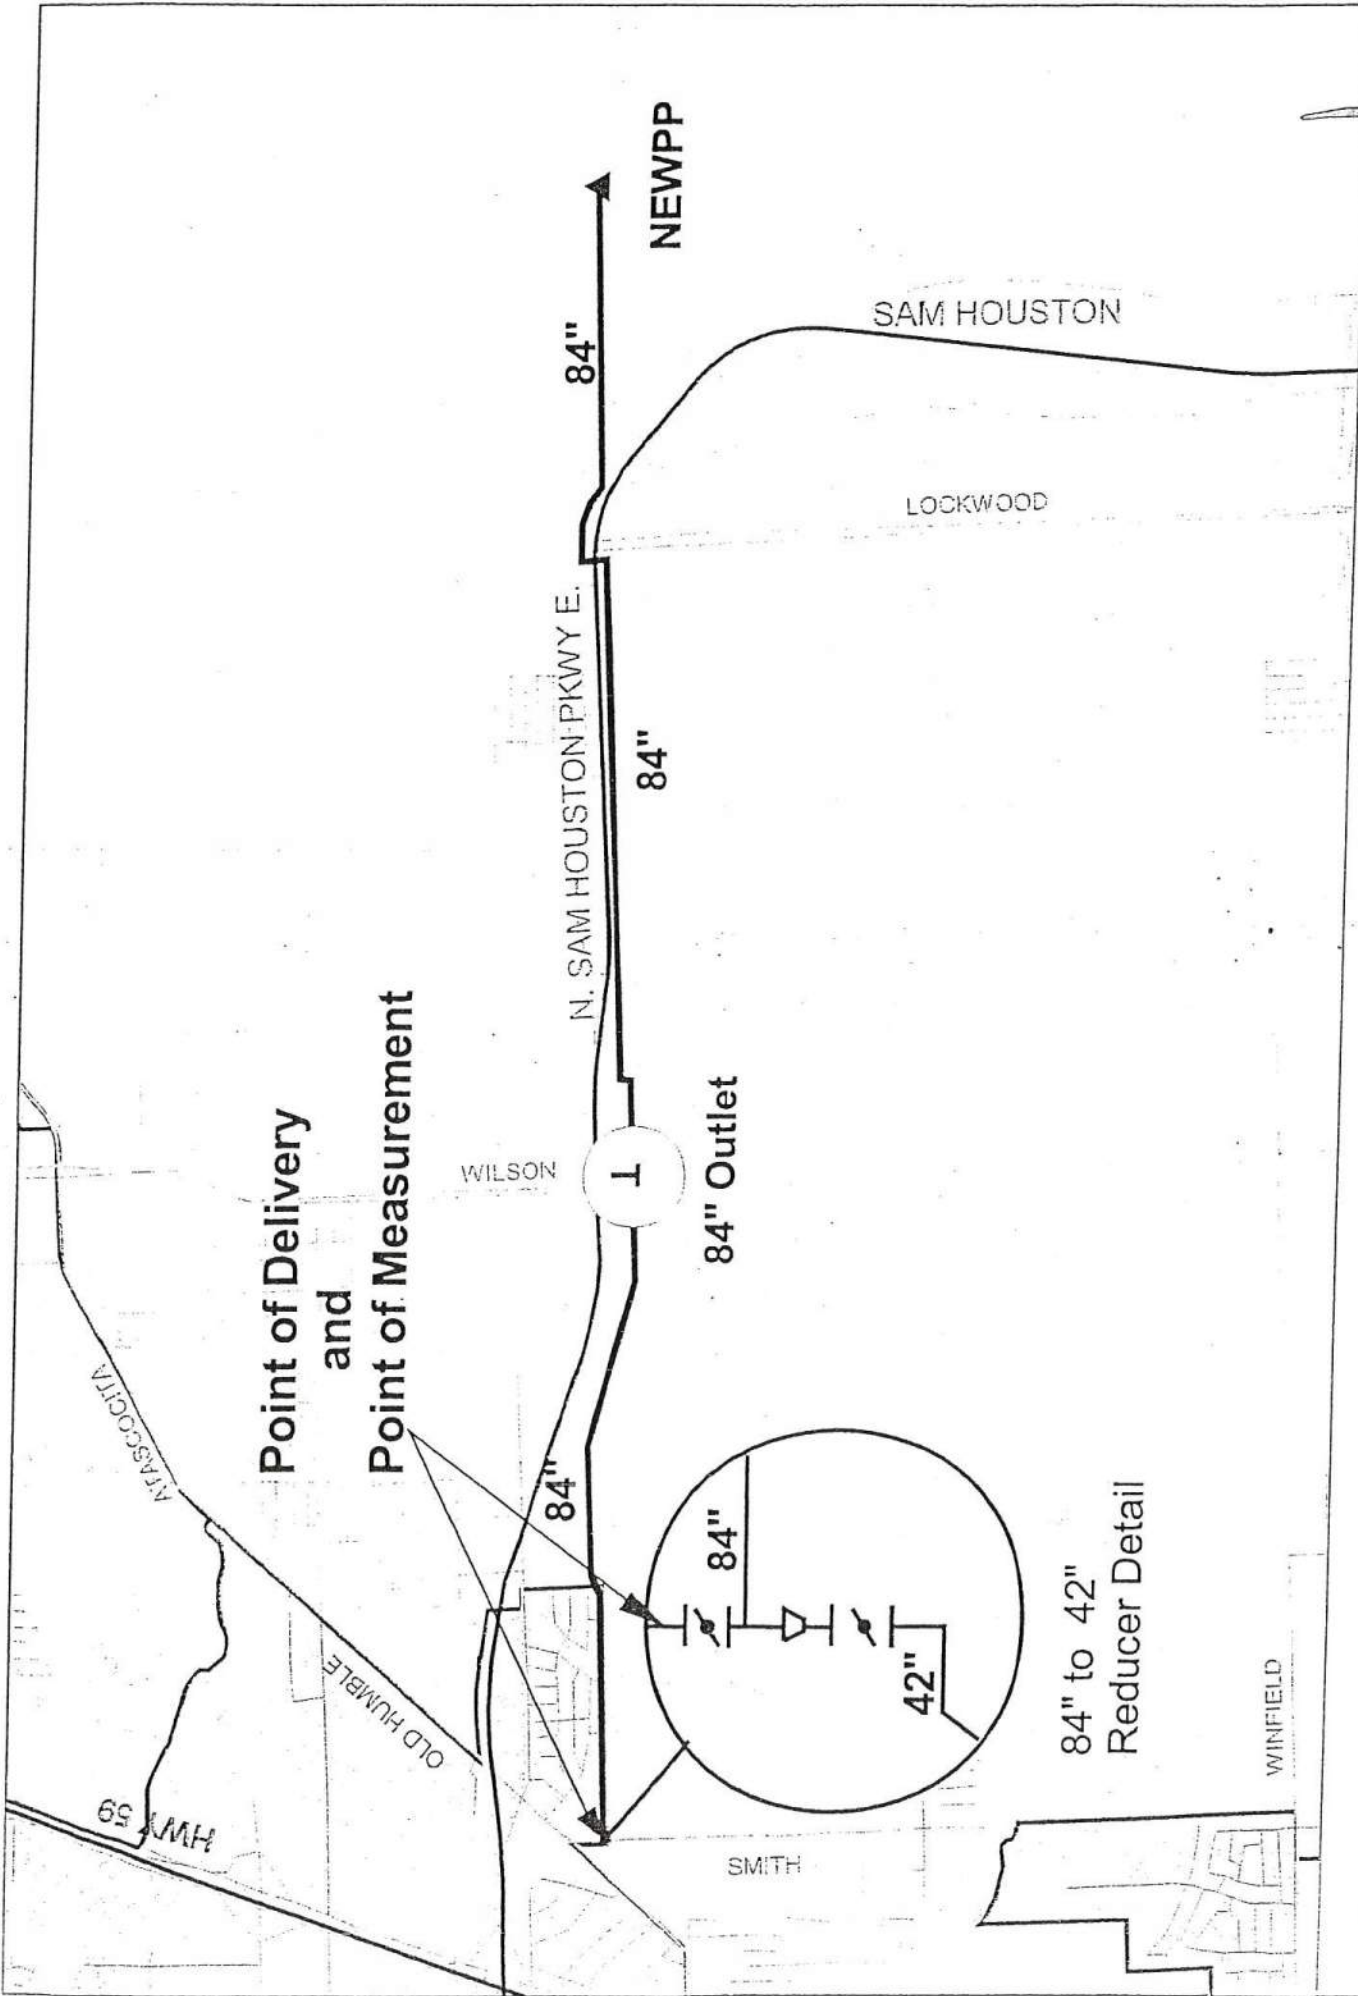 NEWPP
84"
SAM HOUSTON
LOCKWOOD
N. SAM HOUSTON PKWY E.
84"
Point of Delivery
and
Point of Measurement
WILSON
84" Outlet
T
ATASCOCITA
84"
OLD HUMBLE
HWY 59
84"
42"
84" to 42"
Reducer Detail
SMITH
WINFIELD